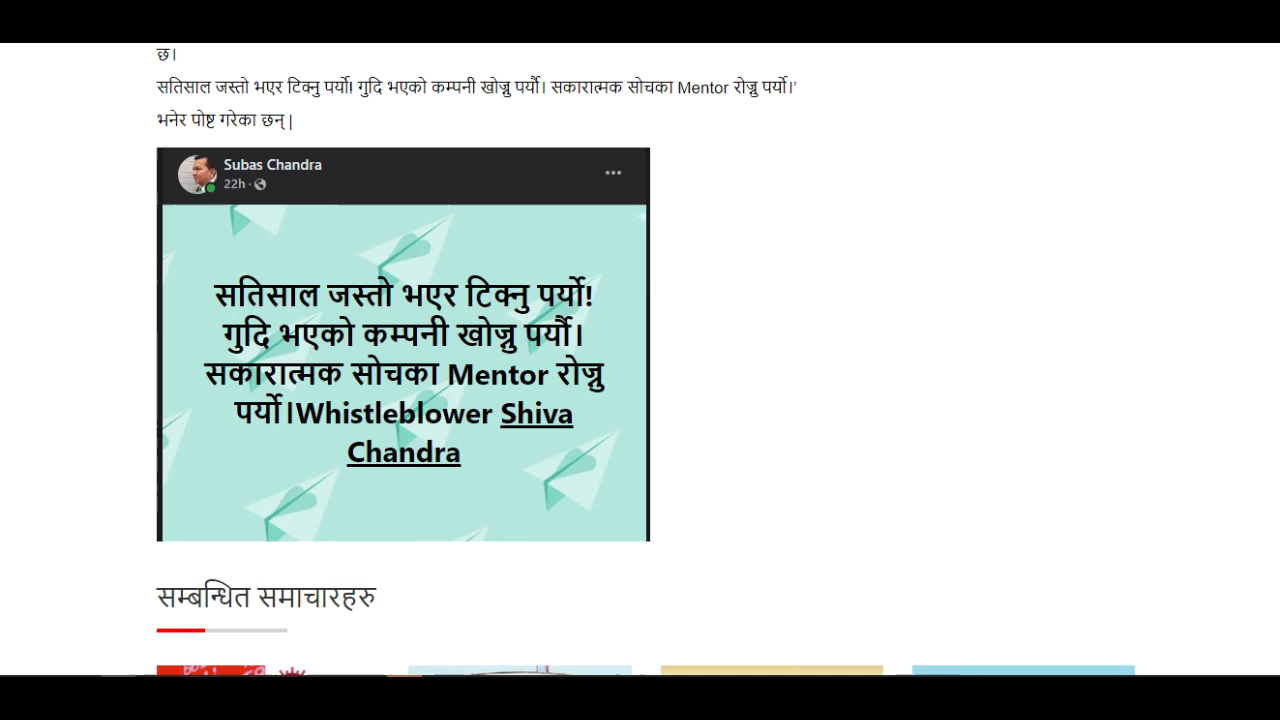 छ।
सतिसाल जस्तो भएर टिक्नु पर्यो! गुदि भएको कम्पनी खोज्नु पर्यौ। सकारात्मक सोचका Mentor रोज्नु पर्यो।’
भनेर पोष्ट गरेका छन् |
Subas Chandra
22h ·
सतिसाल जस्तो भएर टिक्नु पर्यो!
गुदि भएको कम्पनी खोज्नु पर्यौ।
सकारात्मक सोचका Mentor रोज्नु
पर्यो।Whistleblower Shiva
Chandra
सम्बन्धित समाचारहरु